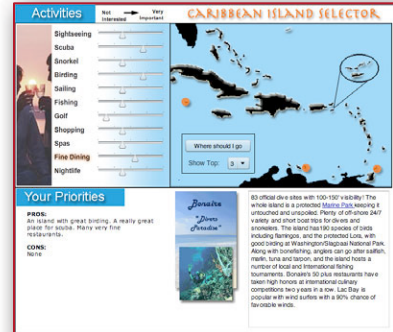 Activities
Not Interested
Very Important
CARIBBEAN ISLAND SELECTOR
Sightseeing
Scuba
Snorkel
Birding
Sailing
Fishing
Golf
Shopping
Spas
Fine Dining
Nightlife
Where should I go
Show Top: 3
Your Priorities
PROS:
An island with great birding. A really great
place for scuba. Many very fine
restaurants.
CONS:
None
Bonaire
"Divers
Paradise"
83 official dive sites with 100-150' visibility! The
whole island is a protected Marine Park keeping it
untouched and unspoiled. Plenty of off-shore 24/7
variety and short boat trips for divers and
snorkelers. The island has 190 species of birds
including flamingos, and the protected Lora, with
good birding at Washington/Slagbaai National Park.
Along with bonefishing, anglers can go after sailfish,
marlin, tuna and tarpon, and the island hosts a
number of local and International fishing
tournaments. Bonaire's 50 plus restaurants have
taken high honors at international culinary
competitions two years in a row. Lac Bay is
popular with wind surfers with a 90% chance of
favorable winds.